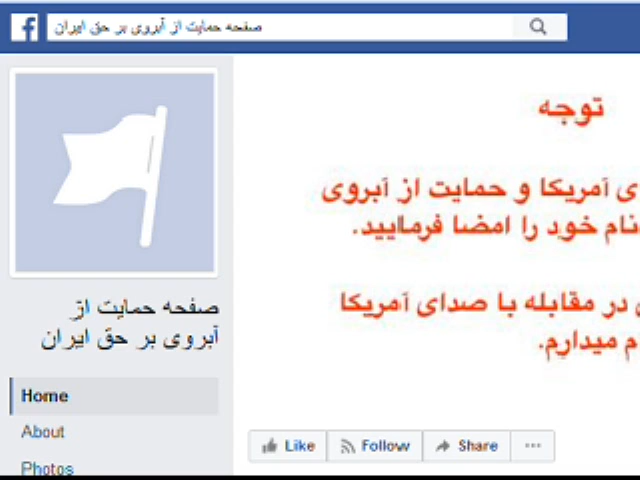 صفحه حمایت از آبروی بر حق ایران
توجه
آمریکا و حمایت از آبروی
خود را امضا فرمایید.
در مقابله با صدای آمریکا
میدارم.
صفحه حمایت از
آبروی بر حق ایران
Home
About
Photos
Like
Follow
Share